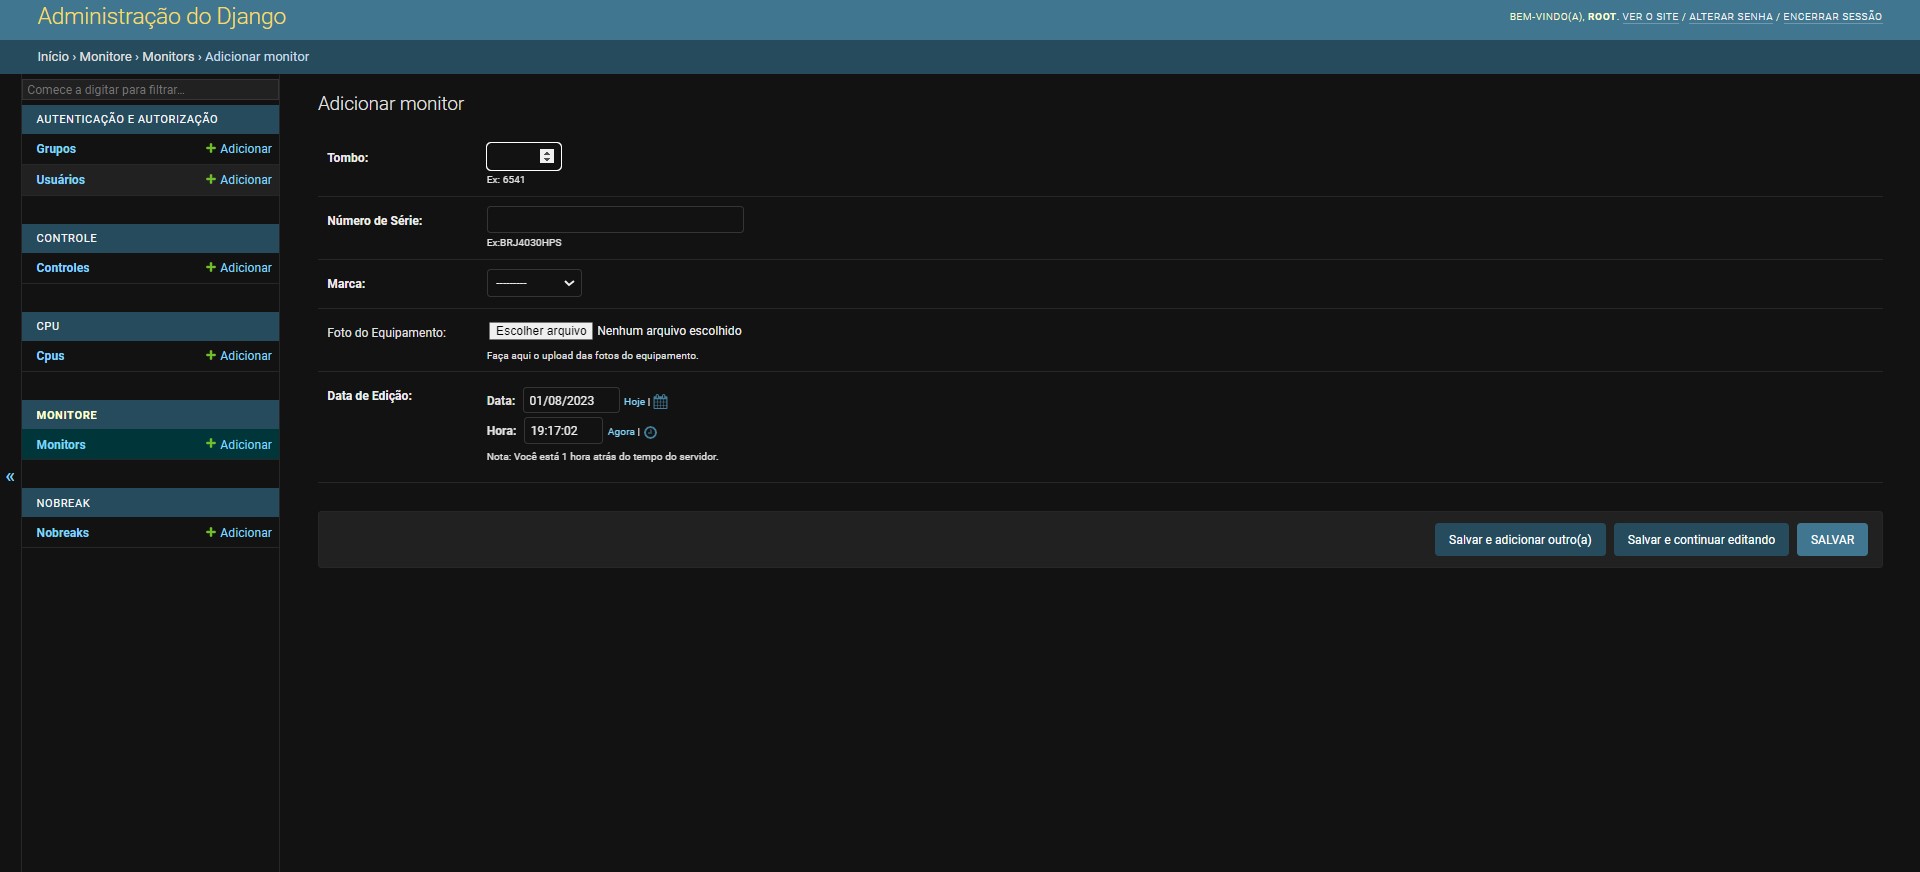 Administração do Django
BEM-VINDO(A), ROOT. VER O SITE / ALTERAR SENHA / ENCERRAR SESSÃO
Início › Monitore › Monitors › Adicionar monitor
Comece a digitar para filtrar...
AUTENTICAÇÃO E AUTORIZAÇÃO
Grupos + Adicionar
Usuários + Adicionar
CONTROLE
Controles + Adicionar
CPU
Cpus + Adicionar
MONITORE
Monitors + Adicionar
NOBREAK
Nobreaks + Adicionar
«
Adicionar monitor
Tombo:
Ex: 6541
Número de Série:
Ex:BRJ4030HPS
Marca: ---------
Foto do Equipamento: Escolher arquivo Nenhum arquivo escolhido
Faça aqui o upload das fotos do equipamento.
Data de Edição:
Data: 01/08/2023 Hoje |
Hora: 19:17:02 Agora |
Nota: Você está 1 hora atrás do tempo do servidor.
Salvar e adicionar outro(a) Salvar e continuar editando SALVAR